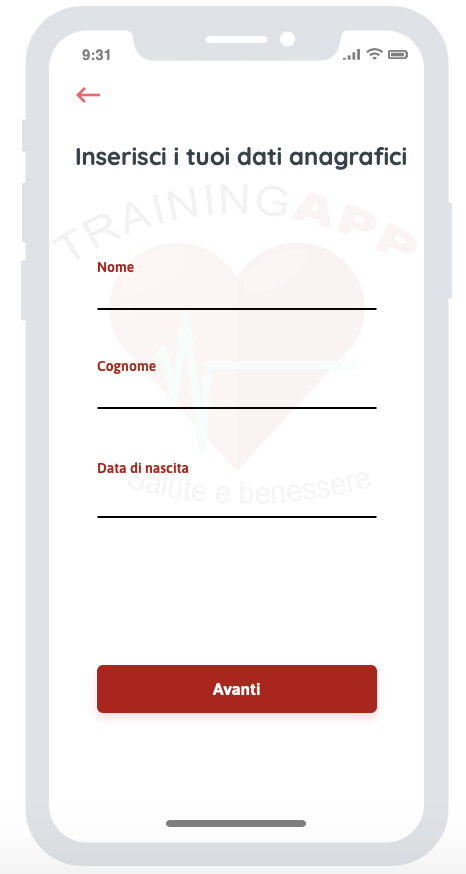 9:31
Inserisci i tuoi dati anagrafici
TRAININGAPP
Nome
Cognome
Data di nascita
Salute e benessere
Avanti